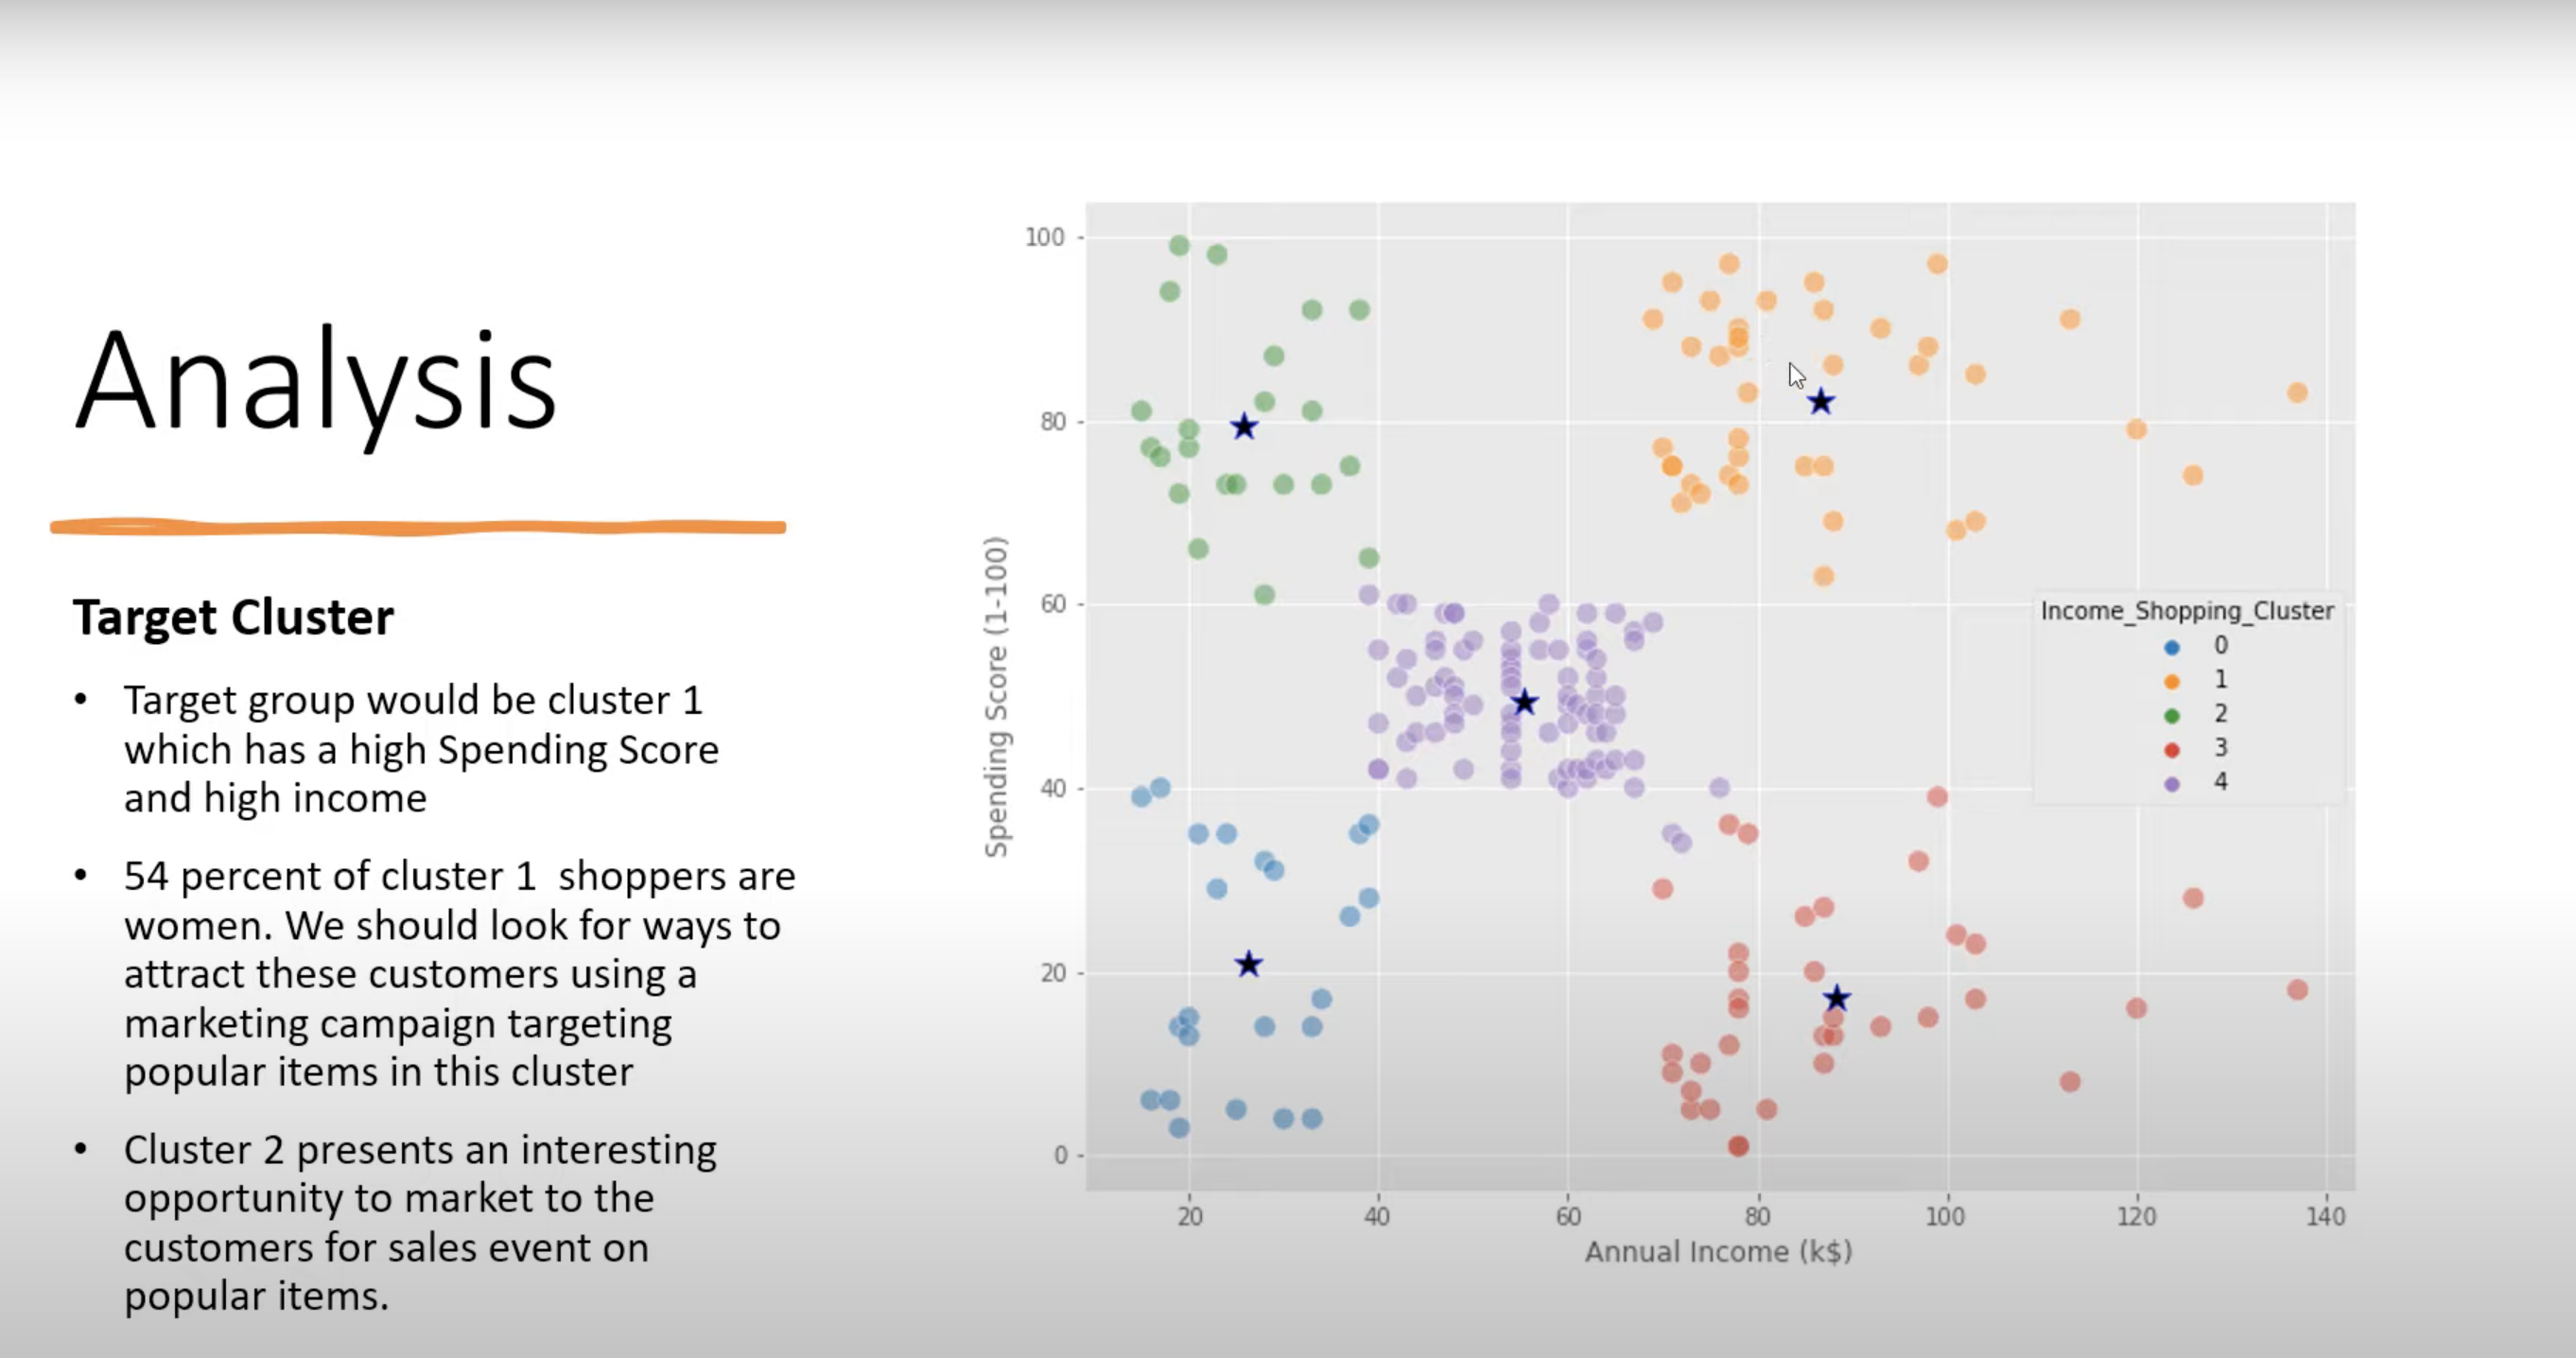 Analysis
Target Cluster
• Target group would be cluster 1
which has a high Spending Score
and high income
• 54 percent of cluster 1  shoppers are
women. We should look for ways to
attract these customers using a
marketing campaign targeting
popular items in this cluster
• Cluster 2 presents an interesting
opportunity to market to the
customers for sales event on
popular items.
Spending Score (1-100)
100
80
60
40
20
0
Income_Shopping_Cluster
0
1
2
3
4
20 40 60 80 100 120 140
Annual Income (k$)